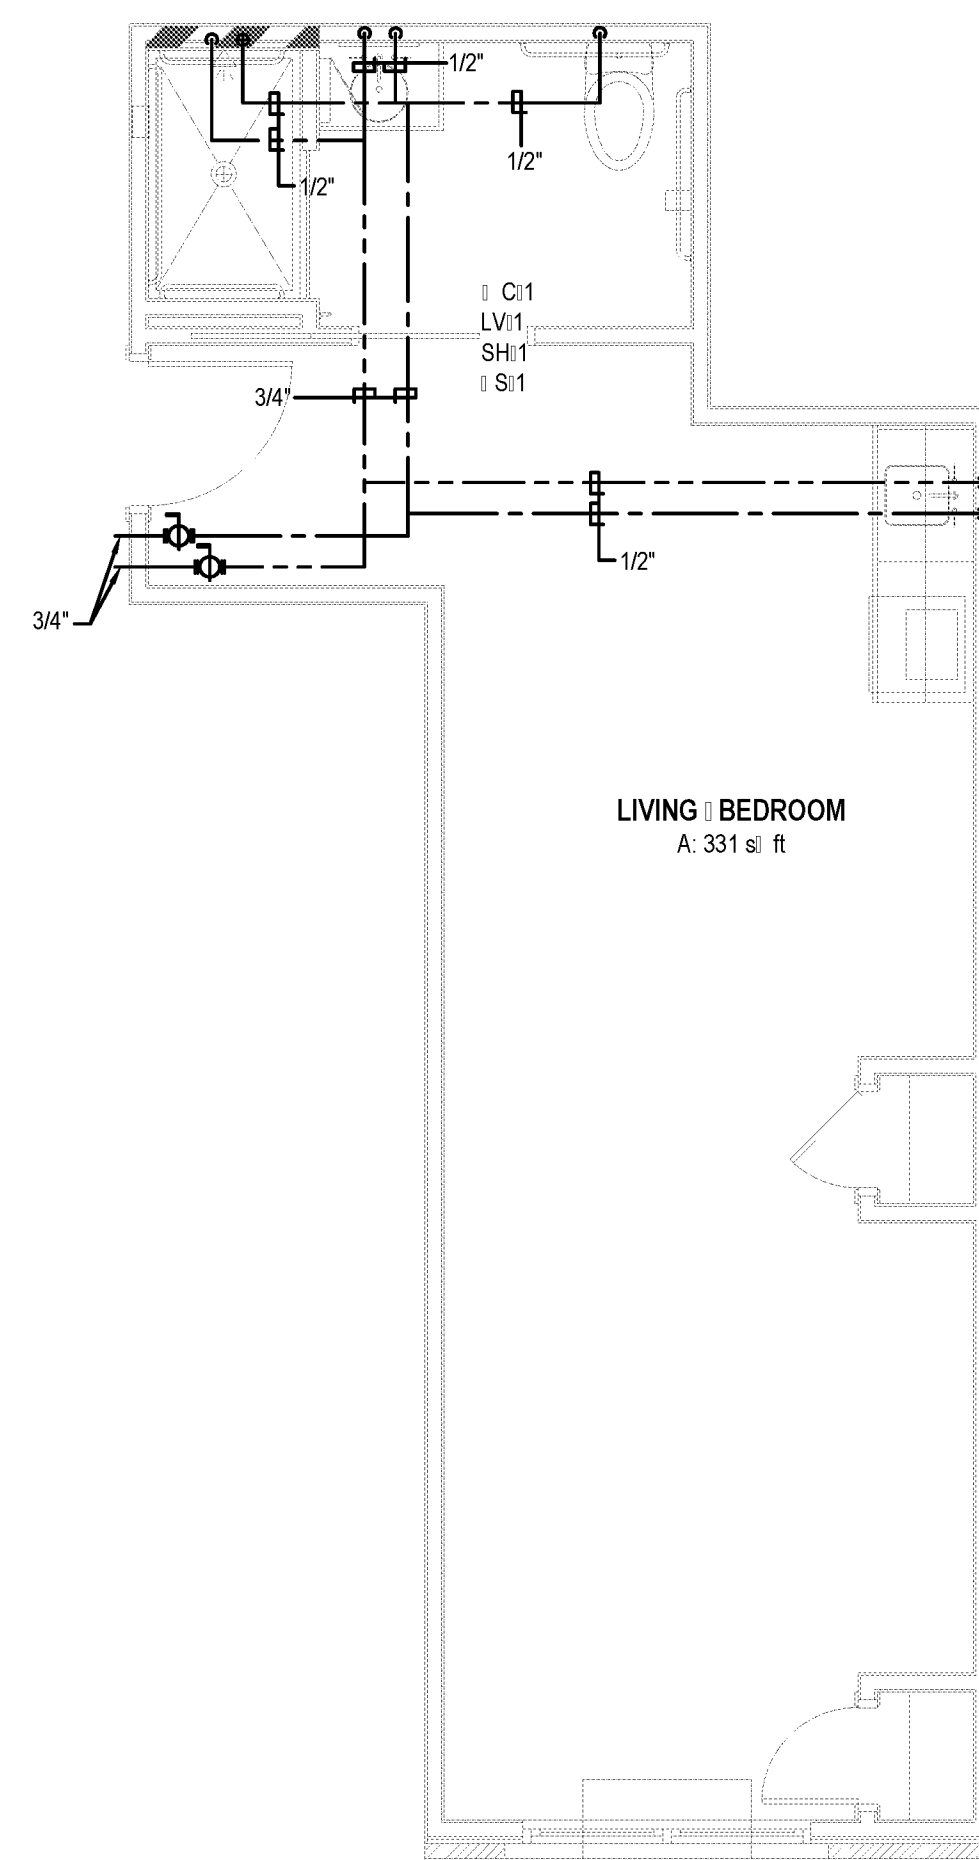 1/2"
1/2"
1/2"
▯ C▯1
LV▯1
SH▯1
▯ S▯1
3/4"
1/2"
3/4"
LIVING ▯ BEDROOM
A: 331 s▯ ft